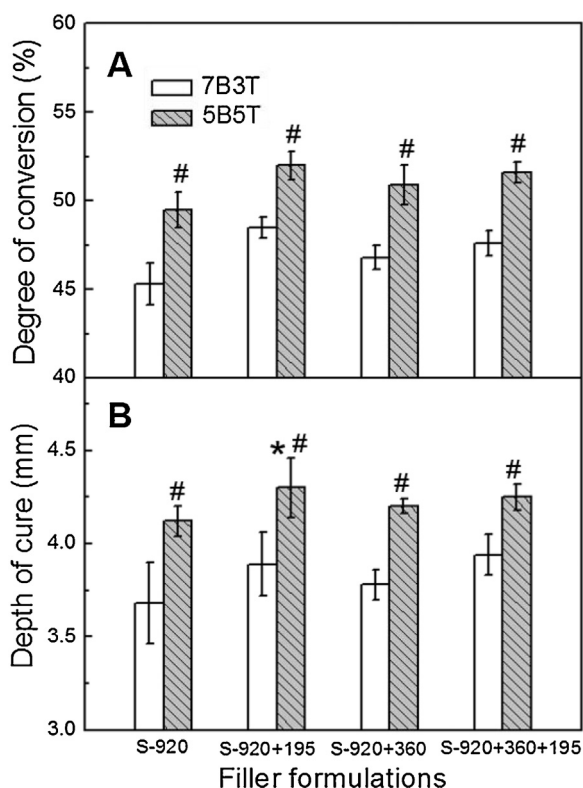 60
A
7B3T
5B5T
55
#
#
#
#
50
45
40
Degree of conversion (%)
B
4.5
*#
#
#
#
4.0
3.5
3.0
Depth of cure (mm)
S-920 S-920+195 S-920+360 S-920+360+195
Filler formulations